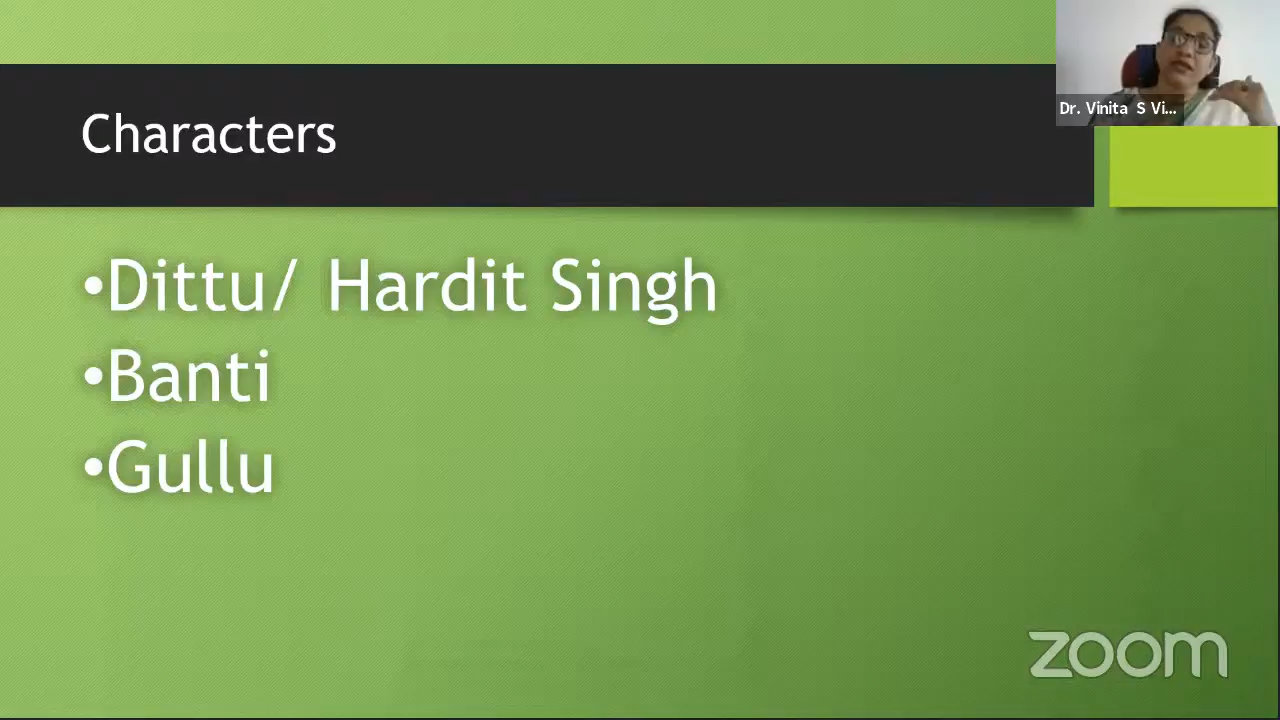 Dr. Vinita S Vi...
Characters
•Dittu/ Hardit Singh
•Banti
•Gullu
zoom